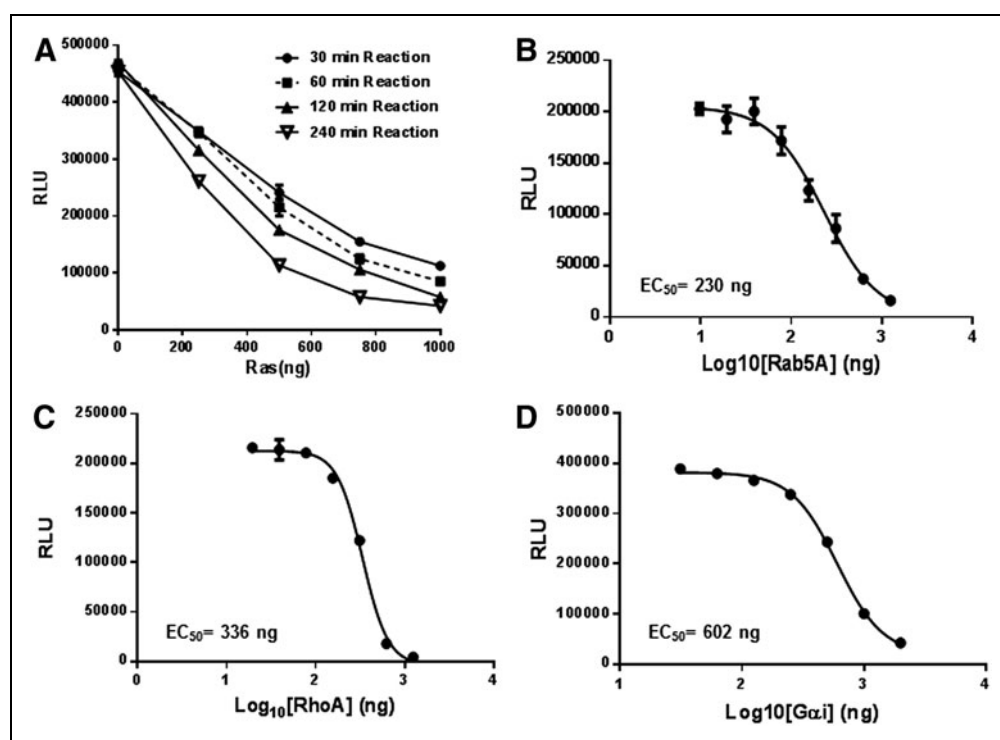 A
500000
400000
300000
200000
100000
0
RLU
0 200 400 600 800 1000
Ras(ng)
30 min Reaction
60 min Reaction
120 min Reaction
240 min Reaction
B
250000
200000
150000
100000
50000
0
RLU
EC50= 230 ng
0 1 2 3 4
Log10[Rab5A] (ng)
C
250000
200000
150000
100000
50000
0
RLU
EC50= 336 ng
0 1 2 3 4
Log10[RhoA] (ng)
D
500000
400000
300000
200000
100000
0
RLU
EC50= 602 ng
1 2 3 4
Log10[Gαi] (ng)